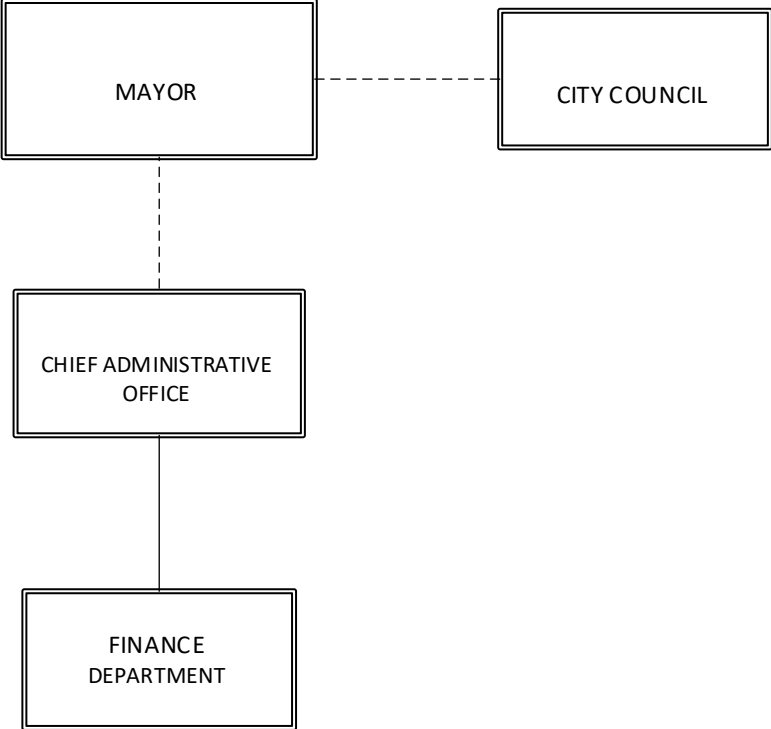 MAYOR
CITY COUNCIL
CHIEF ADMINISTRATIVE
OFFICE
FINANCE
DEPARTMENT